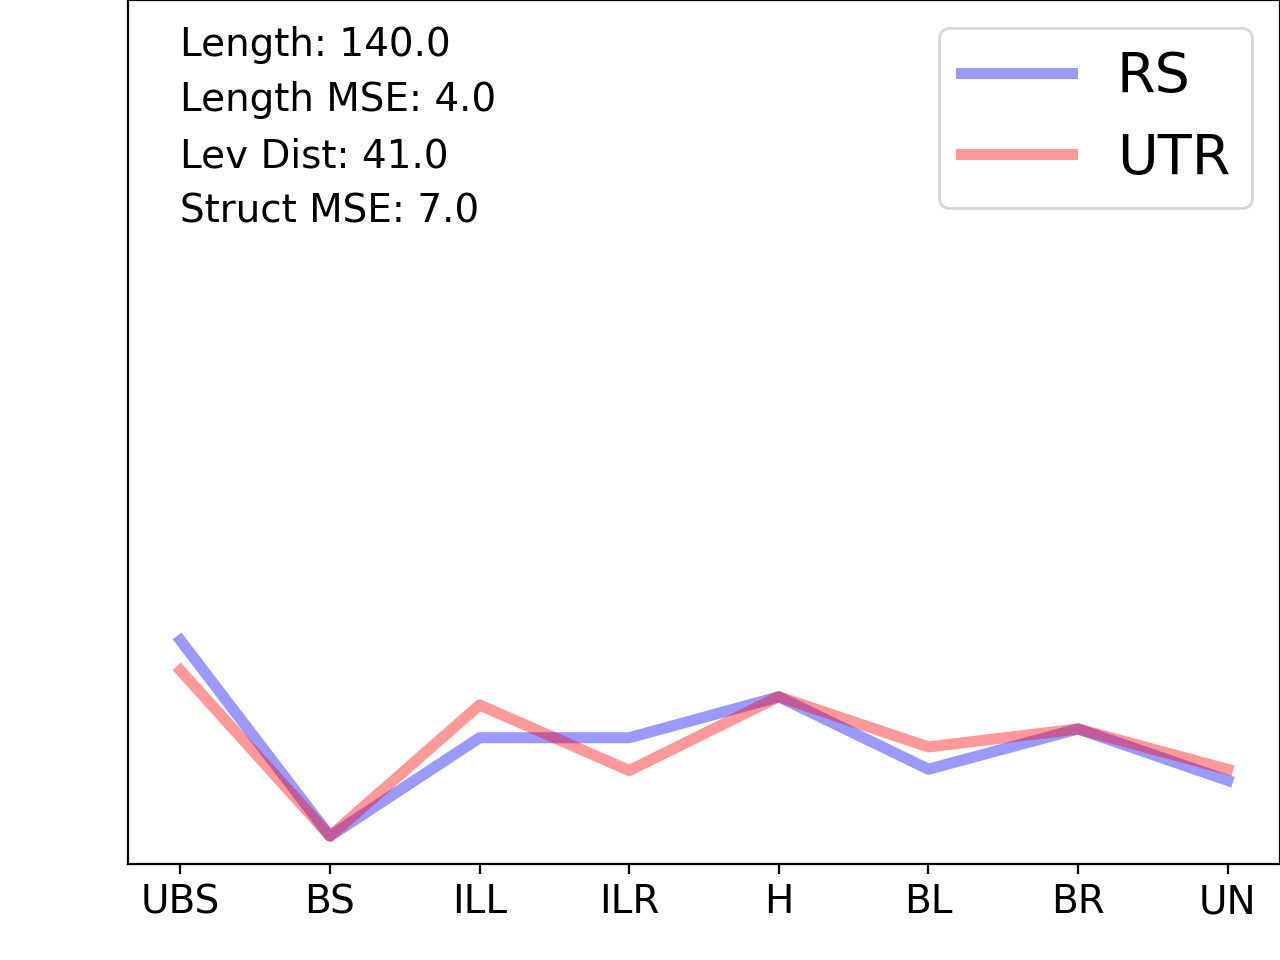 Length: 140.0
Length MSE: 4.0
Lev Dist: 41.0
Struct MSE: 7.0
RS
UTR
UBS BS ILL ILR H BL BR UN